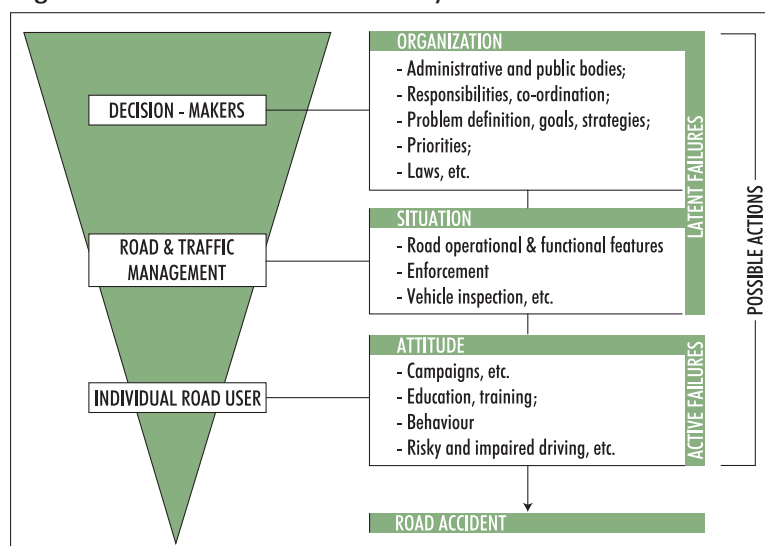 DECISION - MAKERS
ORGANIZATION
- Administrative and public bodies;
- Responsibilities, co-ordination;
- Problem definition, goals, strategies;
- Priorities;
- Laws, etc.
ROAD & TRAFFIC
MANAGEMENT
SITUATION
- Road operational & functional features
- Enforcement
- Vehicle inspection, etc.
LATENT FAILURES
INDIVIDUAL ROAD USER
ATTITUDE
- Campaigns, etc.
- Education, training;
- Behaviour
- Risky and impaired driving, etc.
ACTIVE FAILURES
POSSIBLE ACTIONS
ROAD ACCIDENT